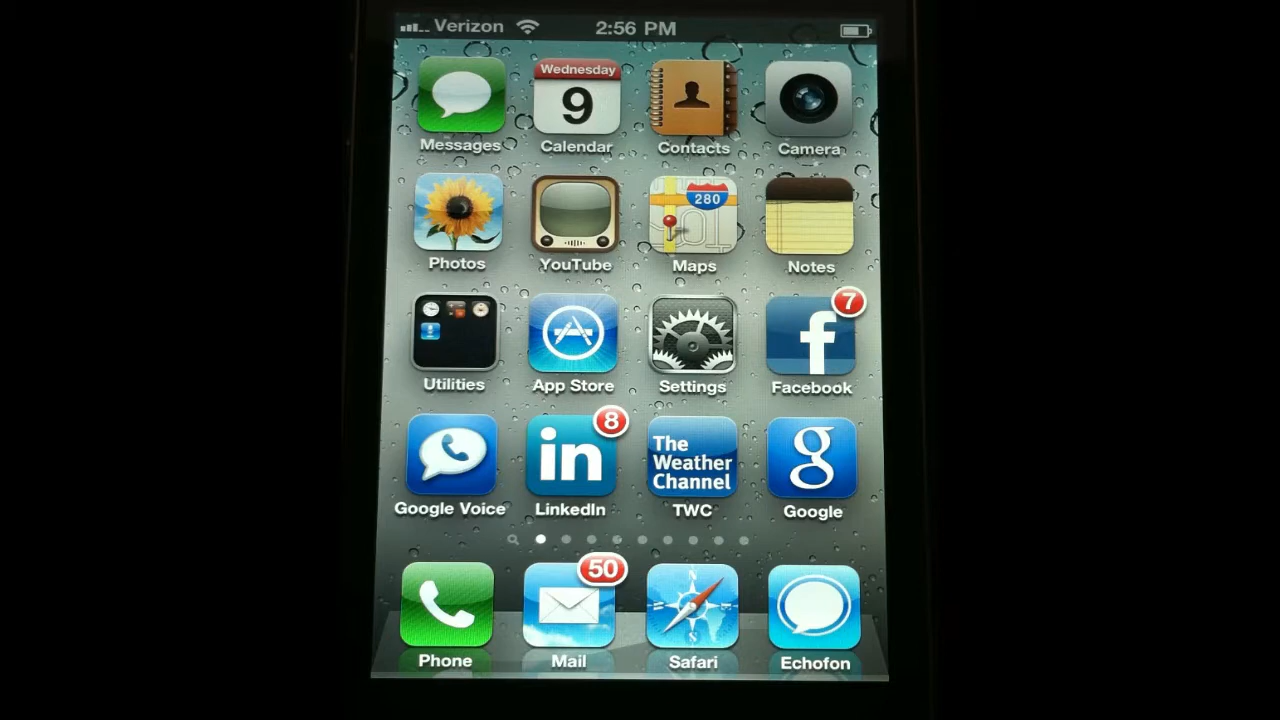 Verizon 2:56 PM
Wednesday
9
Messages Calendar Contacts Camera
280
Photos YouTube Maps Notes
7
f
Utilities App Store Settings Facebook
8
in
The
Weather
Channel
g
Google Voice LinkedIn TWC Google
50
N
W
S
Phone Mail Safari Echofon